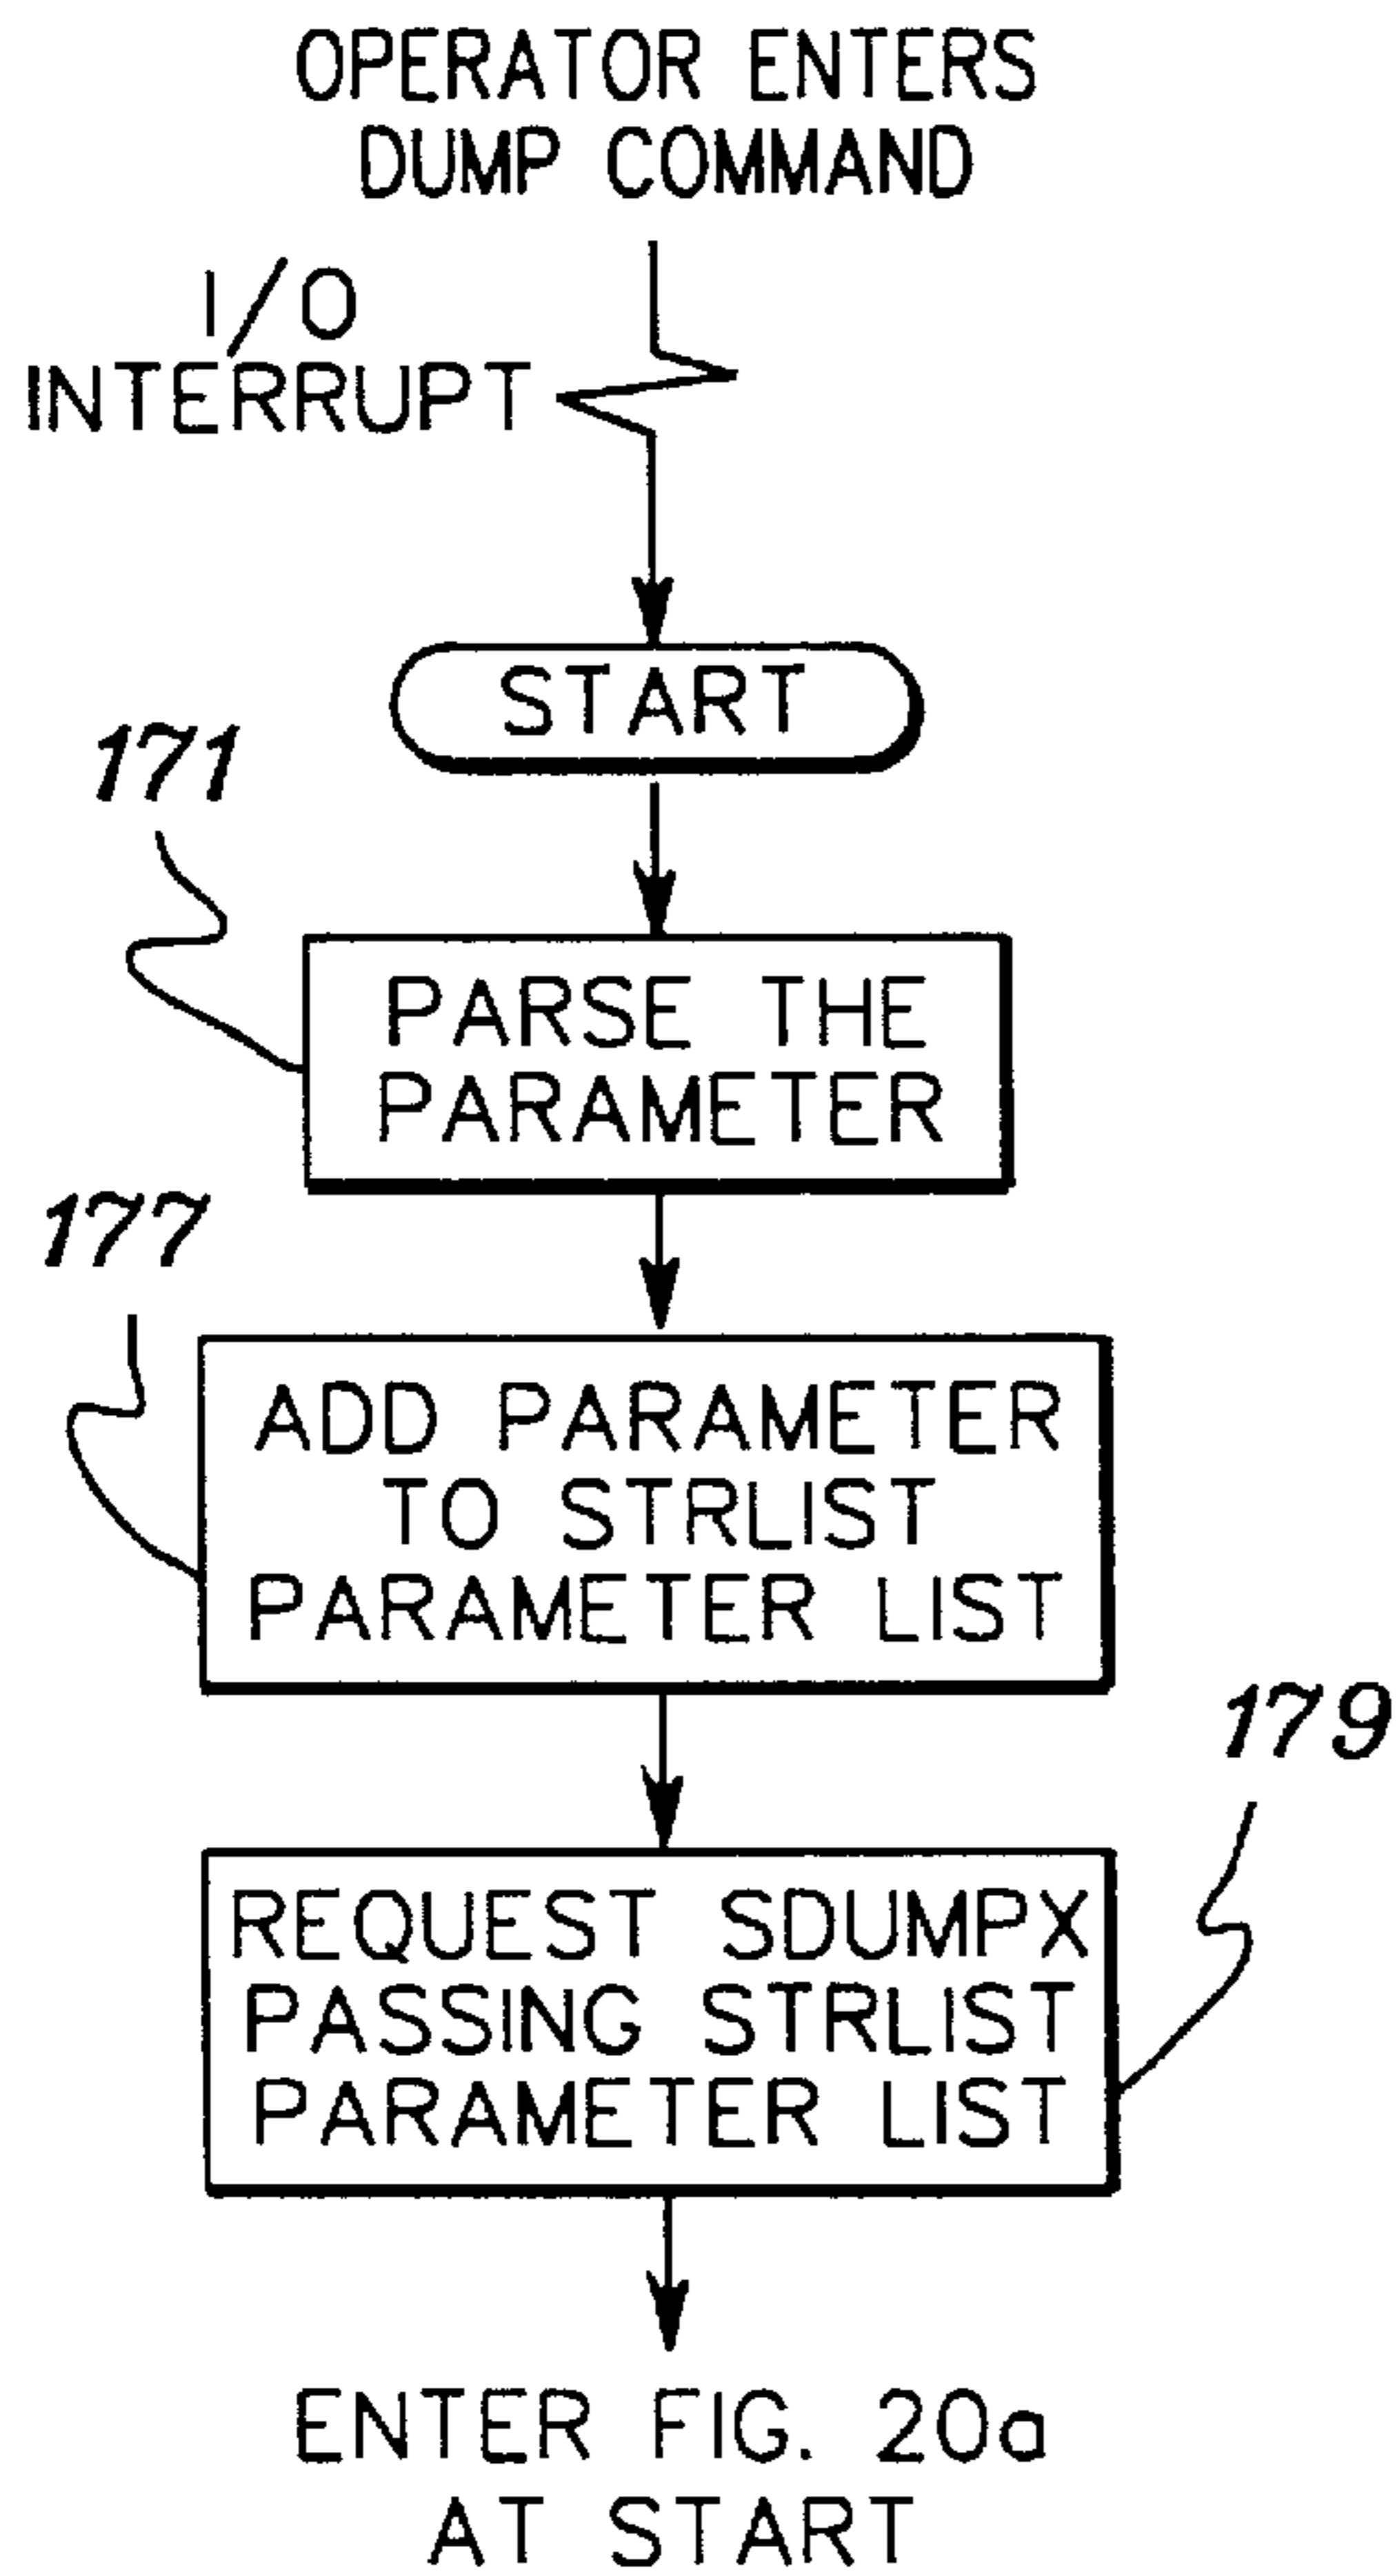 OPERATOR ENTERS
DUMP COMMAND
I/O
INTERRUPT
START
171
PARSE THE
PARAMETER
177
ADD PARAMETER
TO STRLIST
PARAMETER LIST
179
REQUEST SDUMPX
PASSING STRLIST
PARAMETER LIST
ENTER FIG. 20a
AT START